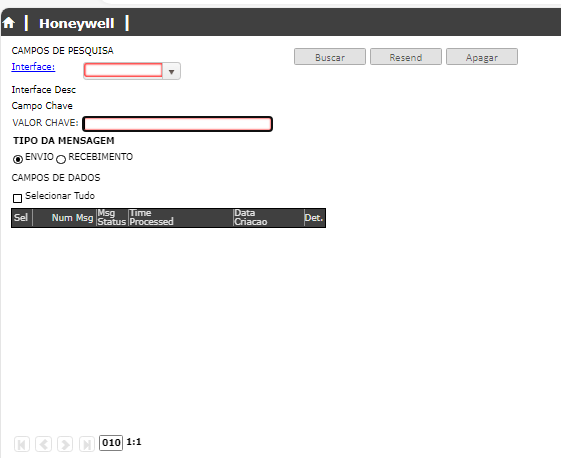 Honeywell
CAMPOS DE PESQUISA
Buscar Resend Apagar
Interface:
Interface Desc
Campo Chave
VALOR CHAVE:
TIPO DA MENSAGEM
ENVIO RECEBIMENTO
CAMPOS DE DADOS
Selecionar Tudo
Sel Num Msg Msg Status Time Processed Data Criacao Det.
010 1:1